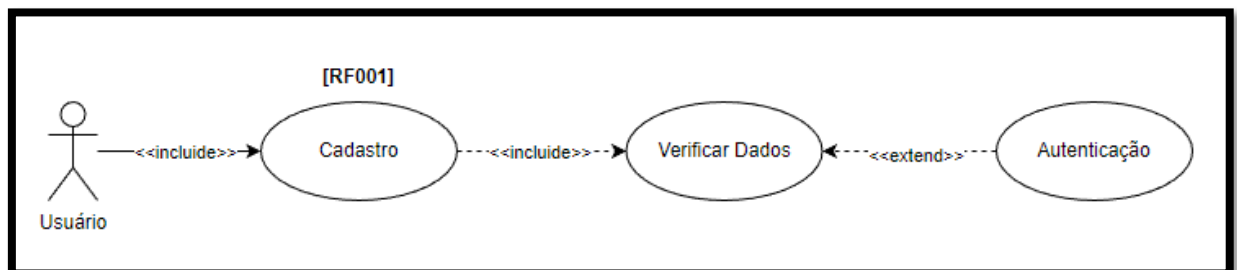 [RF001]
<<incluide>>
Cadastro
<<incluide>>
Verificar Dados
<<extend>>
Autenticação
Usuário